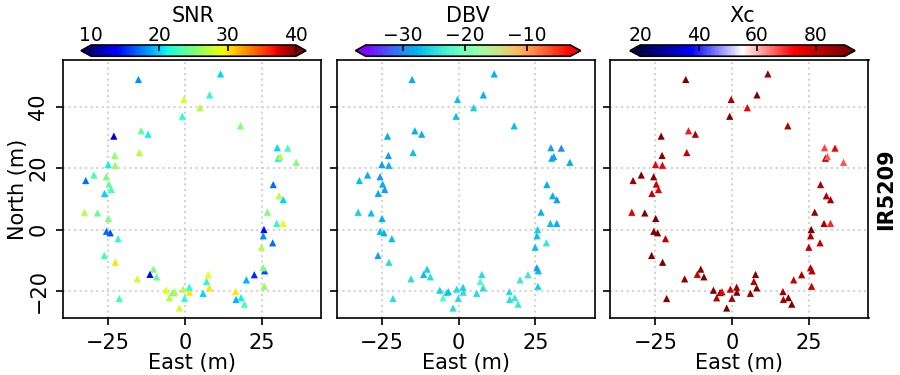 SNR DBV Xc
10 20 30 40 −30 −20 −10 20 40 60 80
40
20
0
−20
North (m)
IR5209
−25 0 25 −25 0 25 −25 0 25
East (m) East (m) East (m)